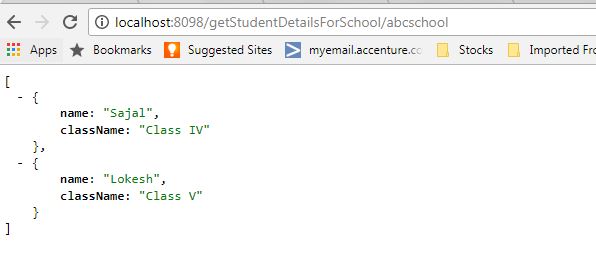 localhost:8098/getStudentDetailsForSchool/abcschool
Apps Bookmarks Suggested Sites myemail.accenture.co Stocks Imported Fro
[
- {
name: "Sajal",
className: "Class IV"
},
- {
name: "Lokesh",
className: "Class V"
}
]